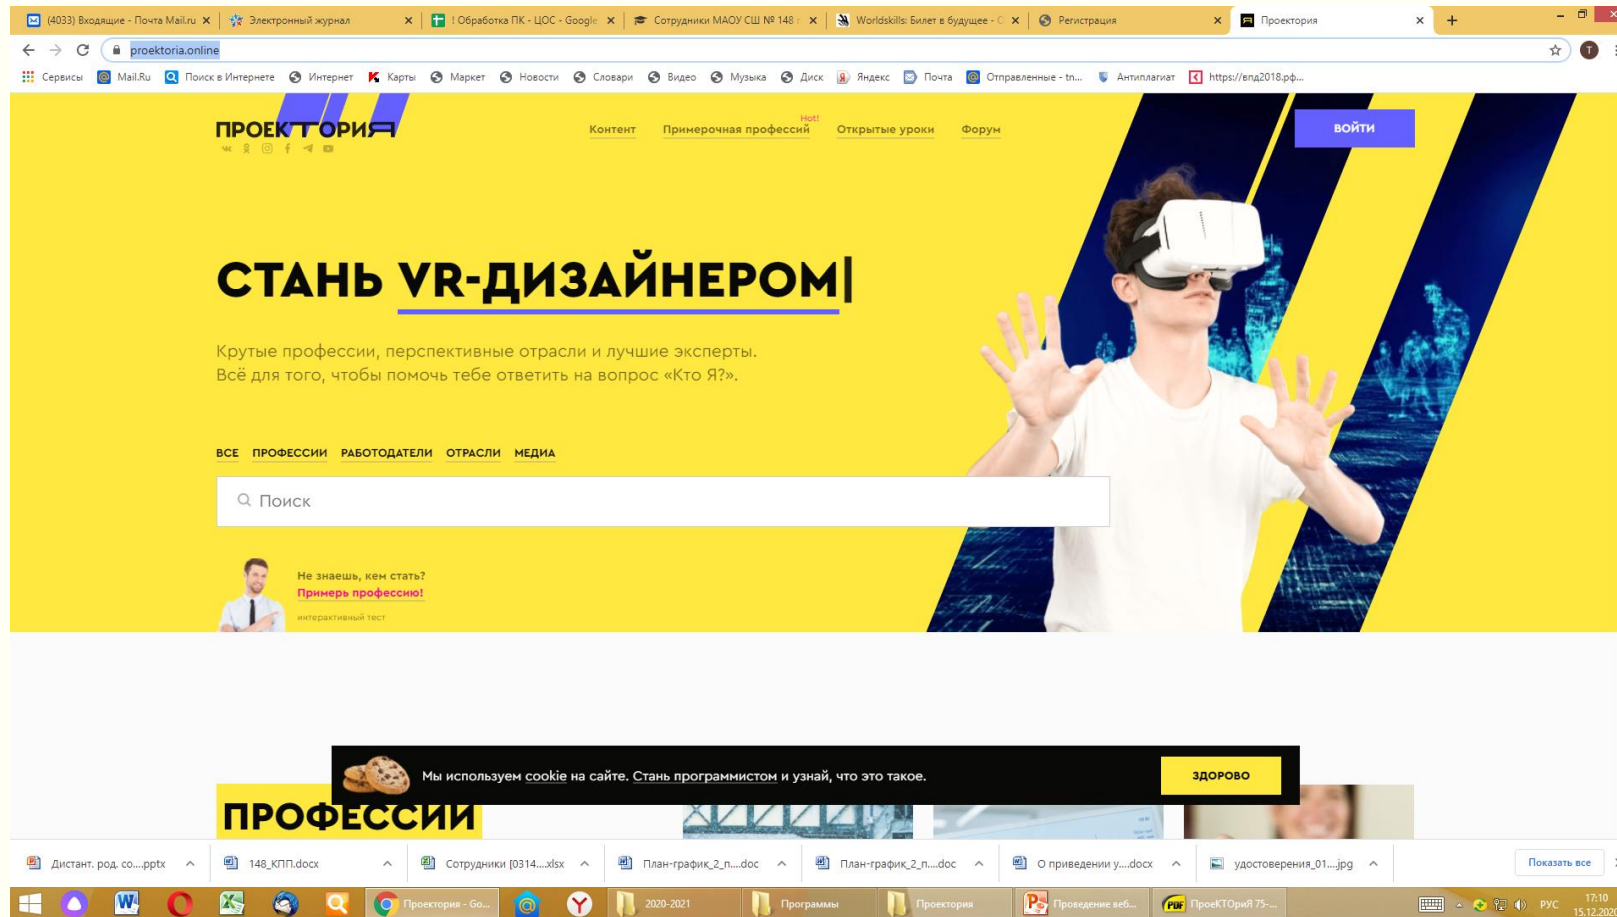 (4033) Входящие - Почта Mail.ru
Электронный журнал
! Обработка ПК - ЦОС - Google
Сотрудники МАОУ СШ № 148 г
Worldskills: Билет в будущее - С
Регистрация
Проектория
proektoria.online
Т
Сервисы Mail.Ru Поиск в Интернете Интернет Карты Маркет Новости Словари Видео Музыка Диск Яндекс Почта Отправленные - tn... Антиплагиат https://впд2018.рф...
ПРОЕКТОРИЯ
Контент Примерочная профессий Hot! Открытые уроки Форум
ВОЙТИ
СТАНЬ VR-ДИЗАЙНЕРОМ|
Крутые профессии, перспективные отрасли и лучшие эксперты.
Всё для того, чтобы помочь тебе ответить на вопрос «Кто Я?».
ВСЕ ПРОФЕССИИ РАБОТОДАТЕЛИ ОТРАСЛИ МЕДИА
Поиск
Не знаешь, кем стать?
Примерь профессию!
интерактивный тест
Мы используем cookie на сайте. Стань программистом и узнай, что это такое.
ЗДОРОВО
ПРОФЕССИИ
Дистант. род. со....pptx 148_КПП.docx Сотрудники [0314....xlsx План-график_2_п....doc План-график_2_п....doc О приведении у....docx удостоверения_01....jpg Показать все
Проектория - Go... 2020-2021 Программы Проектория Проведение веб... ПроеКТОриЯ 75-... РУС 17:10
15.12.2020